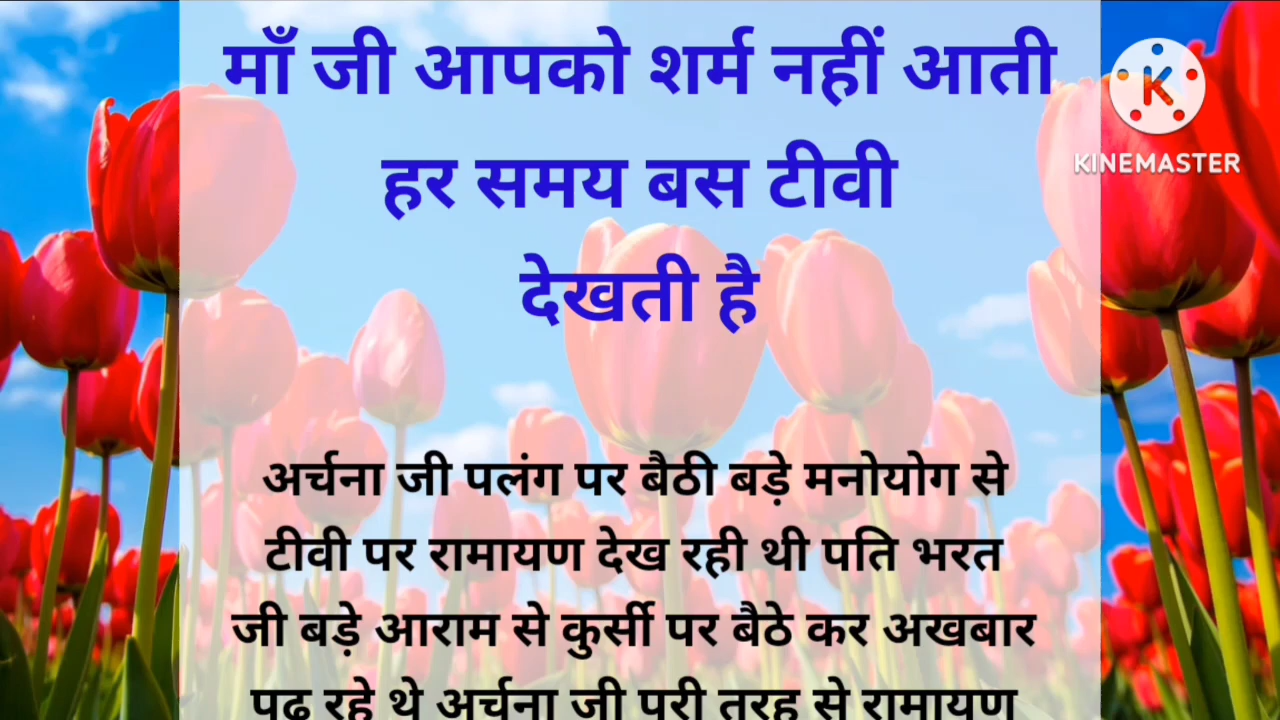 माँ जी आपको शर्म नहीं आती
हर समय बस टीवी
देखती है
KINEMASTER
अर्चना जी पलंग पर बैठी बड़े मनोयोग से
टीवी पर रामायण देख रही थी पति भरत
जी बड़े आराम से कुर्सी पर बैठे कर अखबार
पढ़ रहे थे अर्चना जी पूरी तरह से रामायण